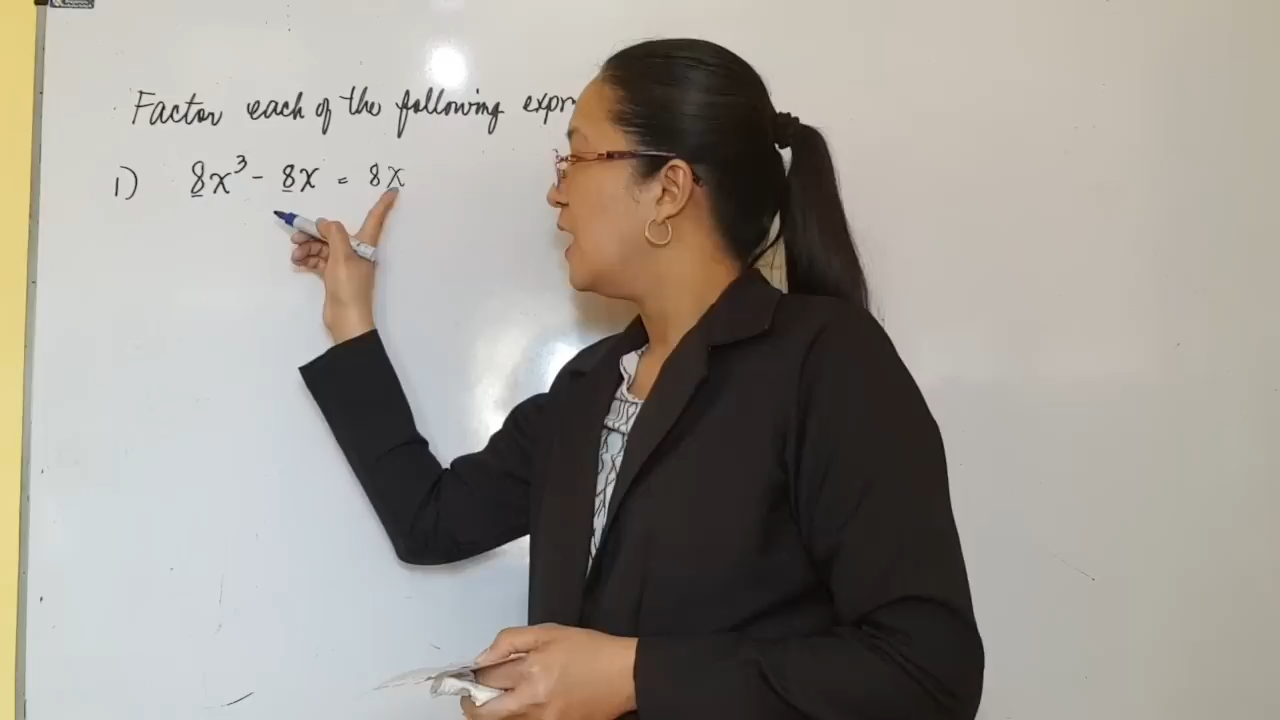 Factor each of the following expr
1) 8x³ - 8x = 8x